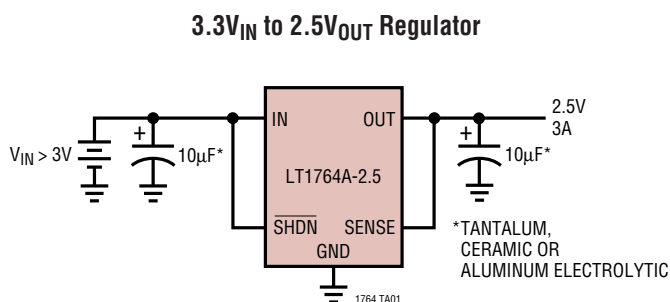 3.3VIN to 2.5VOUT Regulator
IN
OUT
2.5V
3A
+
+
VIN > 3V
10µF*
10µF*
LT1764A-2.5
SHDN
SENSE
GND
*TANTALUM,
CERAMIC OR
ALUMINUM ELECTROLYTIC
1764 TA01